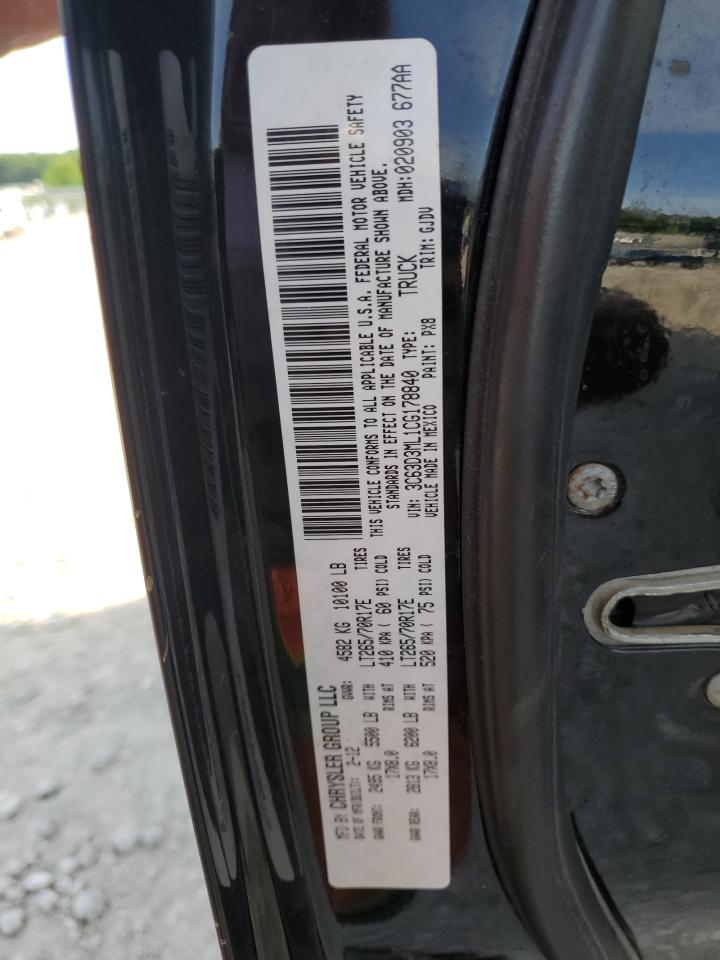 MFD BY CHRYSLER GROUP LLC
DATE OF MFR/BUILT: 2-12 GVWR: 4582 KG 10100 LB
GAWR FRONT: 2495 KG 5500 LB WITH LT265/70R17E TIRES
17X8.0 RIMS AT 410 KPA ( 60 PSI) COLD
GAWR REAR: 2813 KG 6200 LB WITH LT265/70R17E TIRES
17X8.0 RIMS AT 520 KPA ( 75 PSI) COLD
THIS VEHICLE CONFORMS TO ALL APPLICABLE U.S.A. FEDERAL MOTOR VEHICLE SAFETY
STANDARDS IN EFFECT ON THE DATE OF MANUFACTURE SHOWN ABOVE.
VIN: 3C63D3ML1CG178840 TYPE: TRUCK MDH:020903 677AA
VEHICLE MADE IN MEXICO PAINT: PX8 TRIM: GJDV